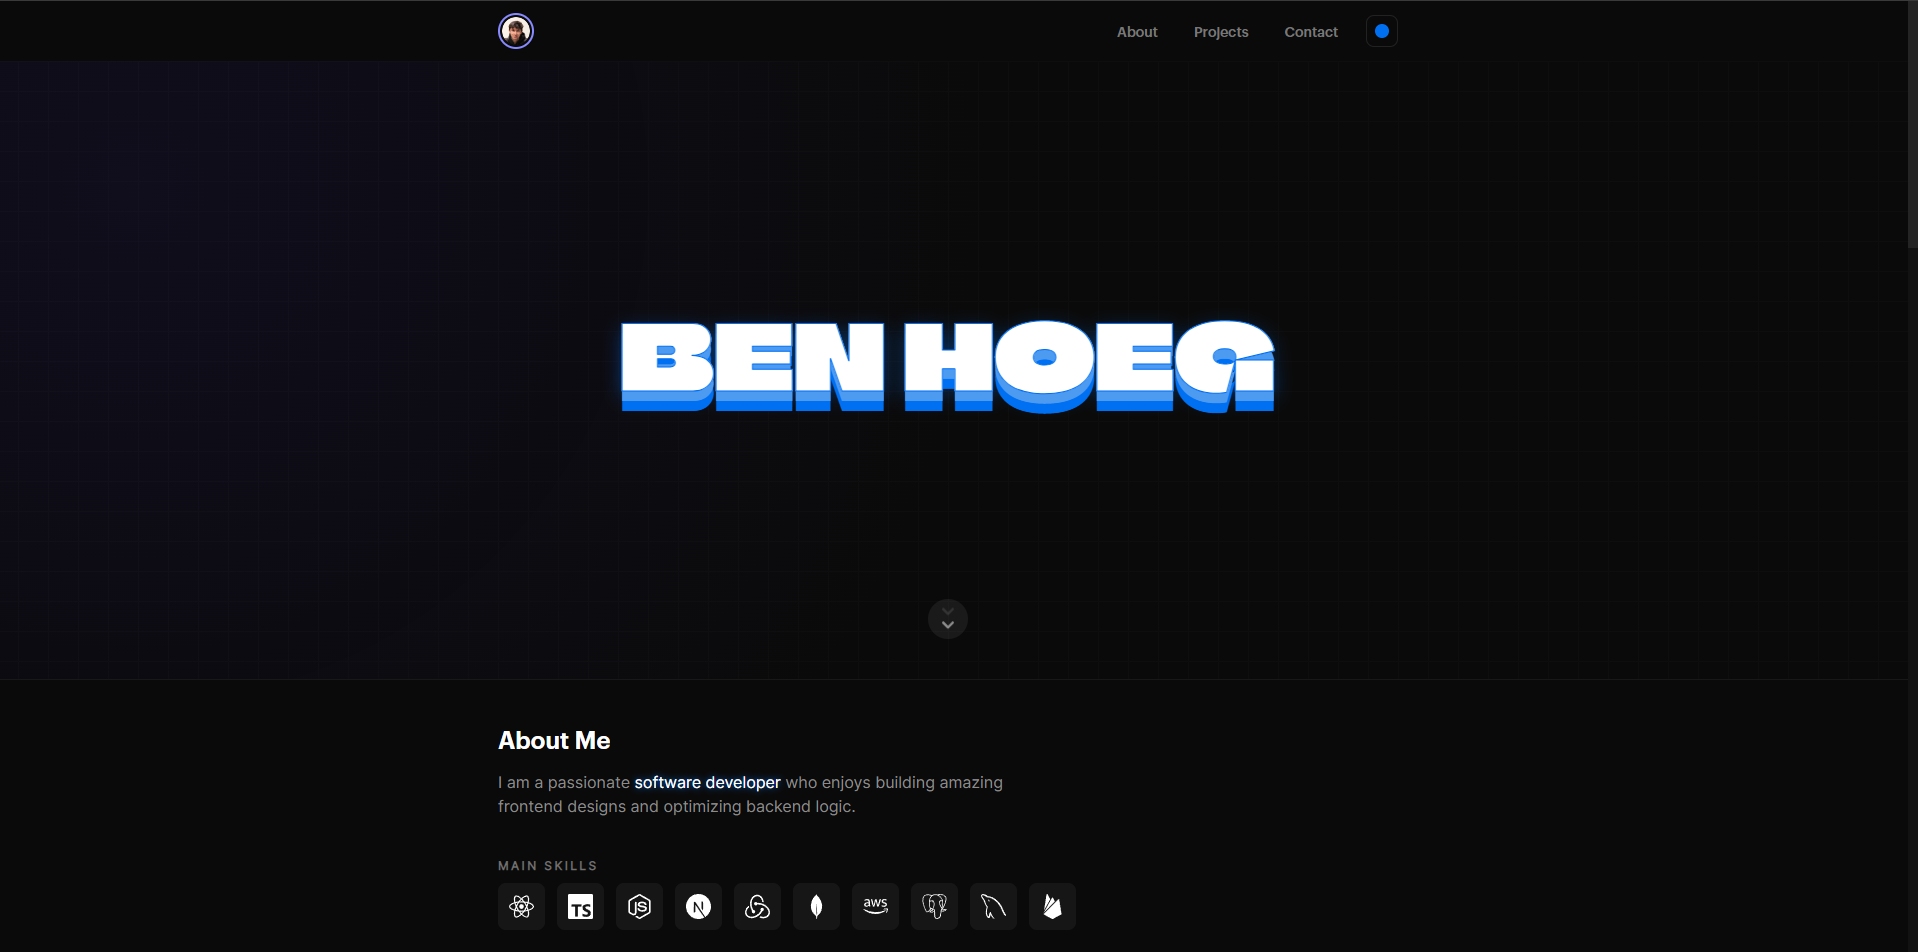 About Projects Contact
BEN HOEG
About Me
I am a passionate software developer who enjoys building amazing
frontend designs and optimizing backend logic.
MAIN SKILLS
TS JS N aws